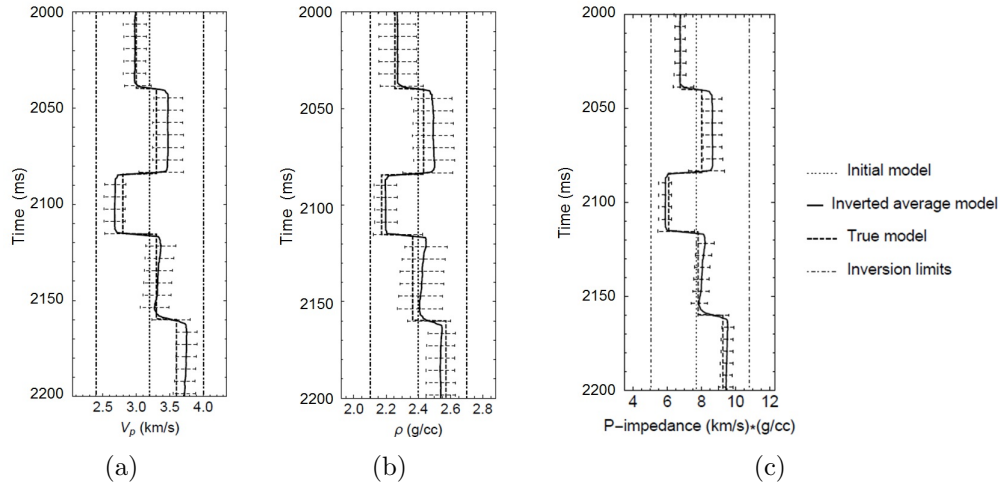 2000
2050
2100
2150
2200
Time (ms)
2.5 3.0 3.5 4.0
Vp (km/s)
(a)
2000
2050
2100
2150
2200
Time (ms)
2.0 2.2 2.4 2.6 2.8
ρ (g/cc)
(b)
2000
2050
2100
2150
2200
Time (ms)
4 6 8 10 12
P−impedance (km/s)*(g/cc)
(c)
Initial model
Inverted average model
True model
Inversion limits